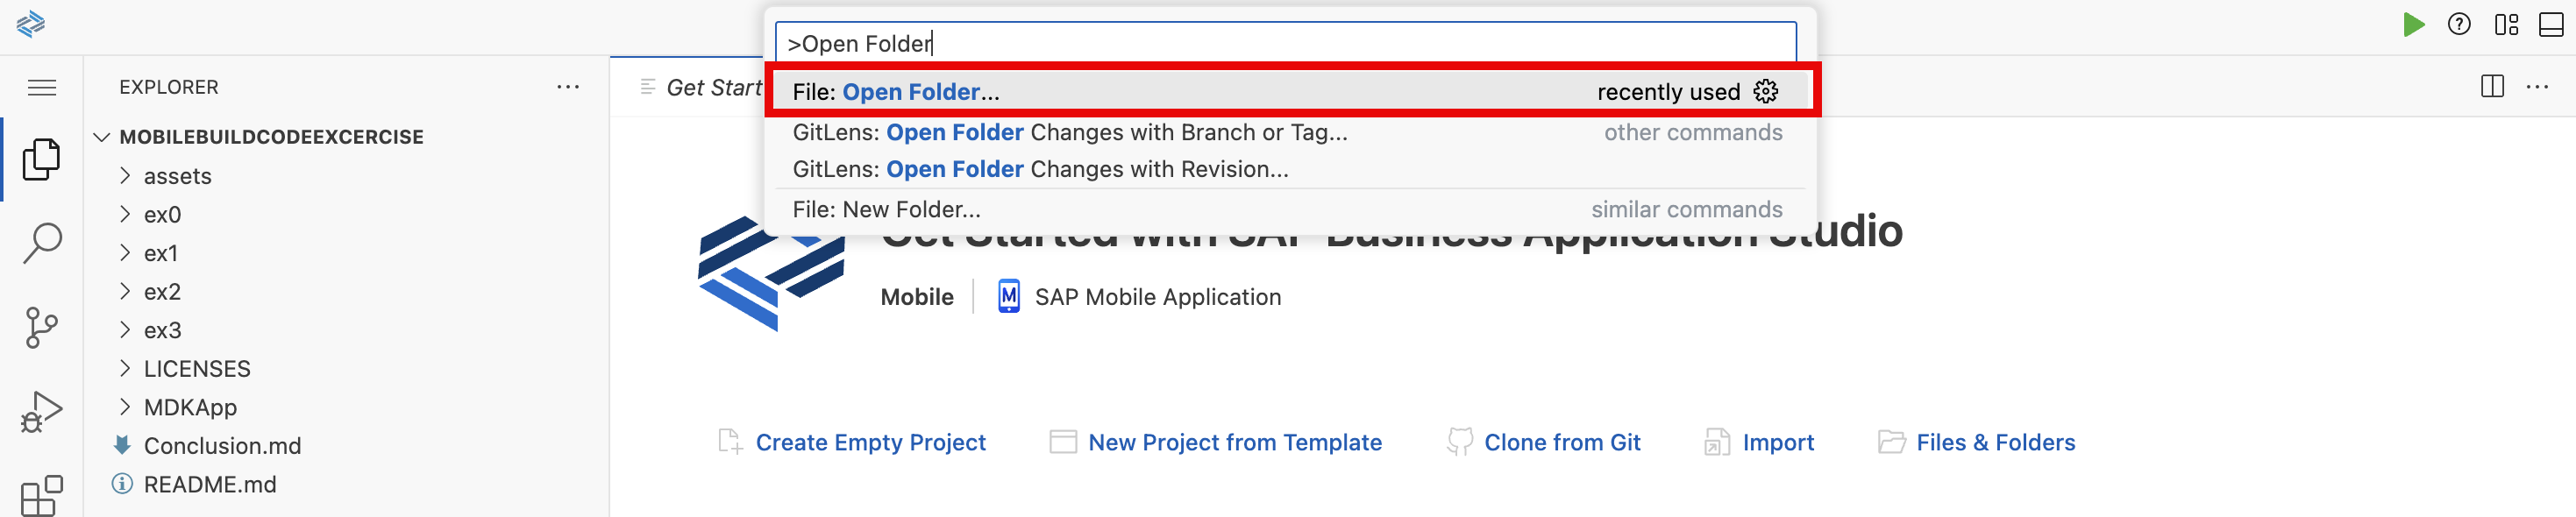 >Open Folder
EXPLORER
Get Start
File: Open Folder...
recently used
GitLens: Open Folder Changes with Branch or Tag...
other commands
GitLens: Open Folder Changes with Revision...
File: New Folder...
similar commands
MOBILEBUILDCODEEXCERCISE
assets
ex0
ex1
ex2
ex3
LICENSES
MDKApp
Conclusion.md
README.md
Get Started with SAP Business Application Studio
Mobile
SAP Mobile Application
Create Empty Project
New Project from Template
Clone from Git
Import
Files & Folders